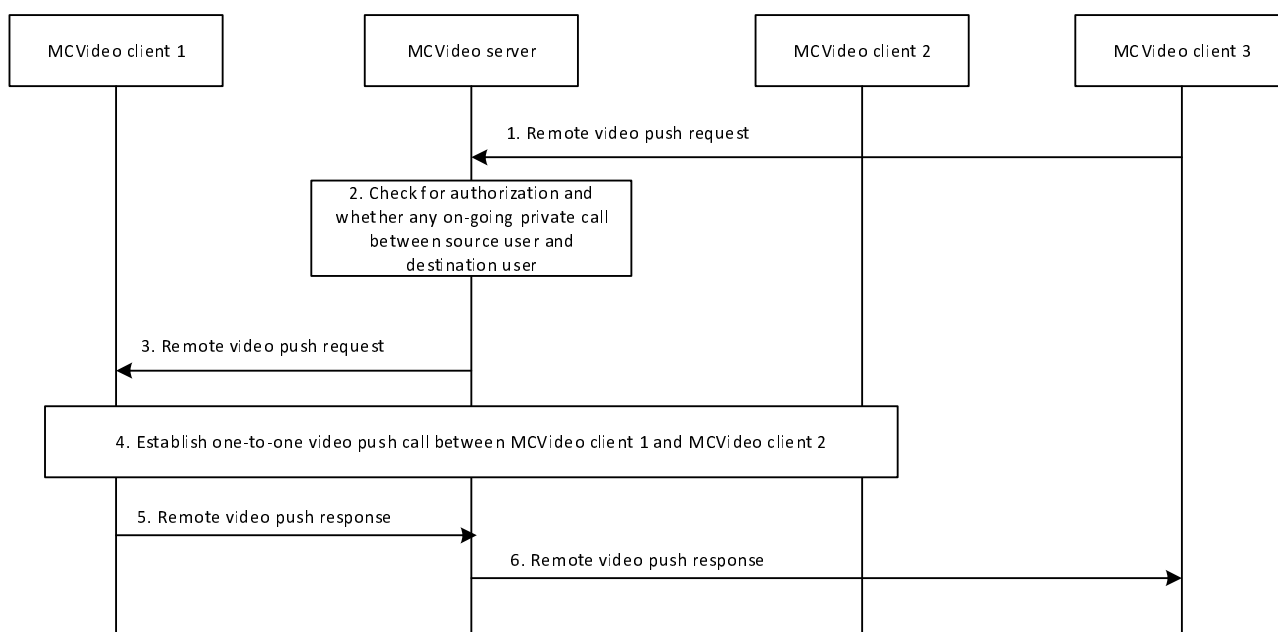 MCVideo client 1
MCVideo server
MCVideo client 2
MCVideo client 3
1. Remote video push request
2. Check for authorization and
whether any on-going private call
between source user and
destination user
3. Remote video push request
4. Establish one-to-one video push call between MCVideo client 1 and MCVideo client 2
5. Remote video push response
6. Remote video push response